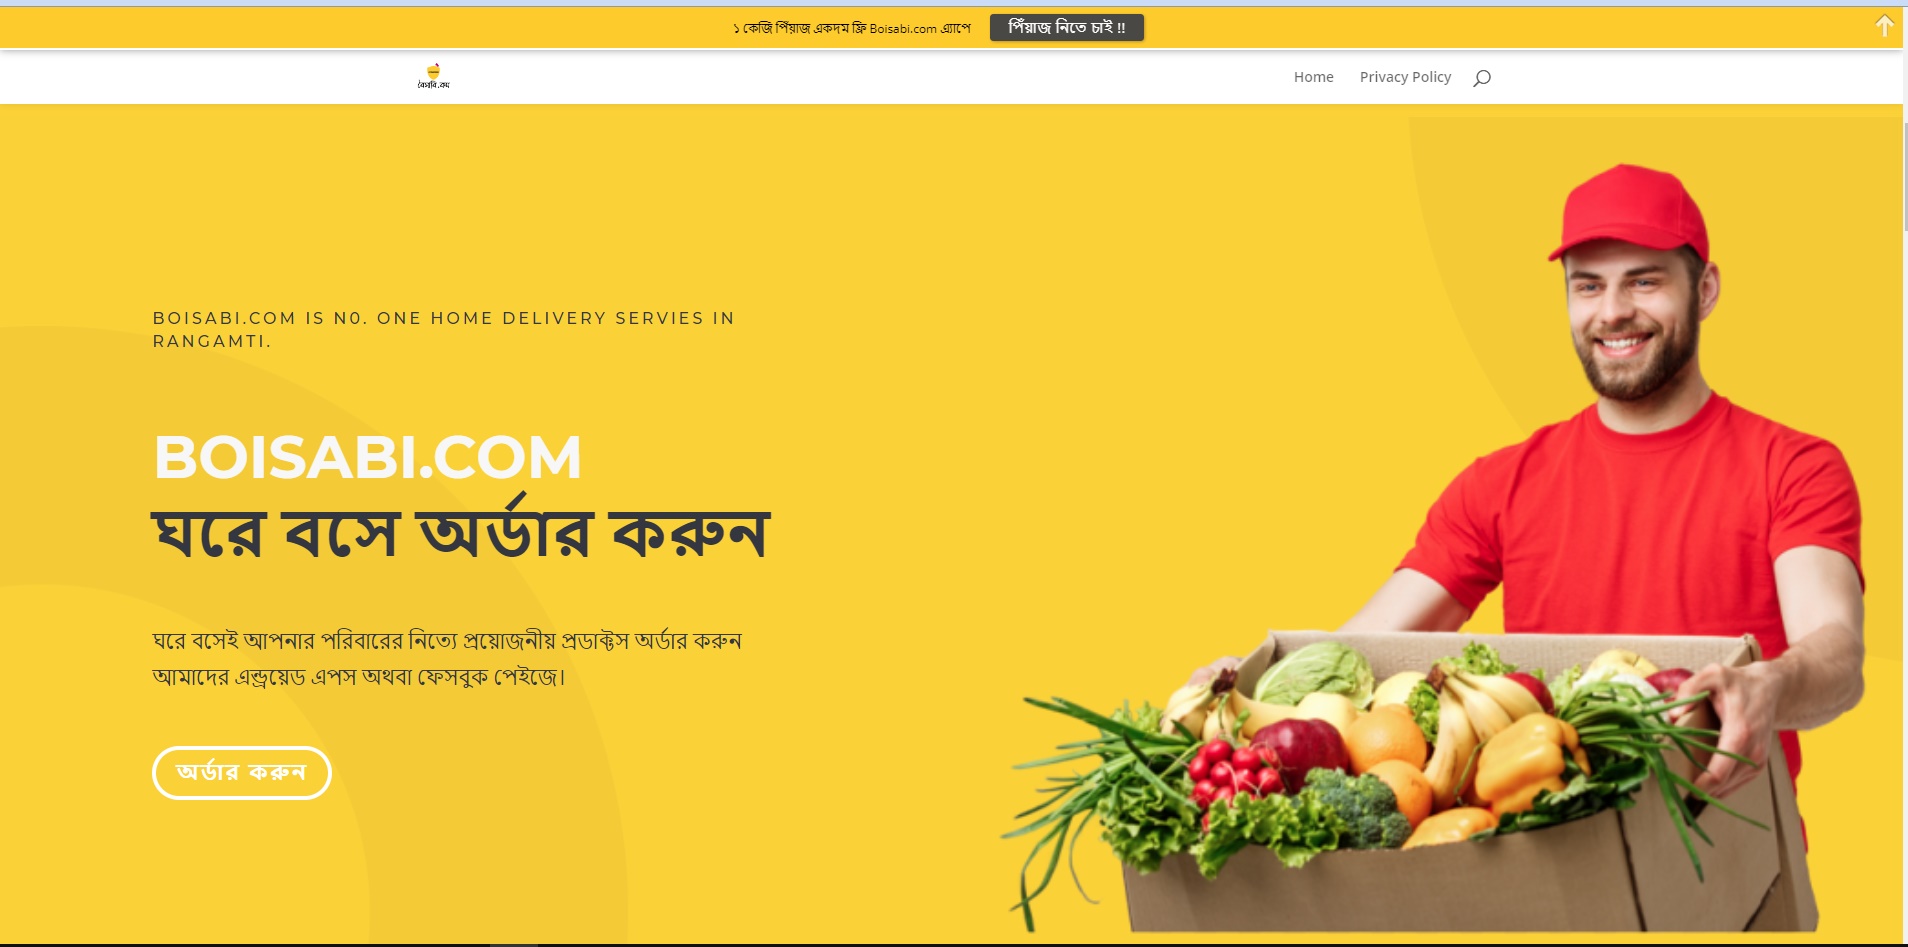 ১ কেজি পিঁয়াজ একদম ফ্রি Boisabi.com এ্যাপে
পিঁয়াজ নিতে চাই !!
বৈসাবি.কম
Home
Privacy Policy
BOISABI.COM IS N0. ONE HOME DELIVERY SERVIES IN
RANGAMTI.
BOISABI.COM
ঘরে বসে অর্ডার করুন
ঘরে বসেই আপনার পরিবারের নিত্যে প্রয়োজনীয় প্রডাক্টস অর্ডার করুন
আমাদের এন্ড্রয়েড এপস অথবা ফেসবুক পেইজে।
অর্ডার করুন